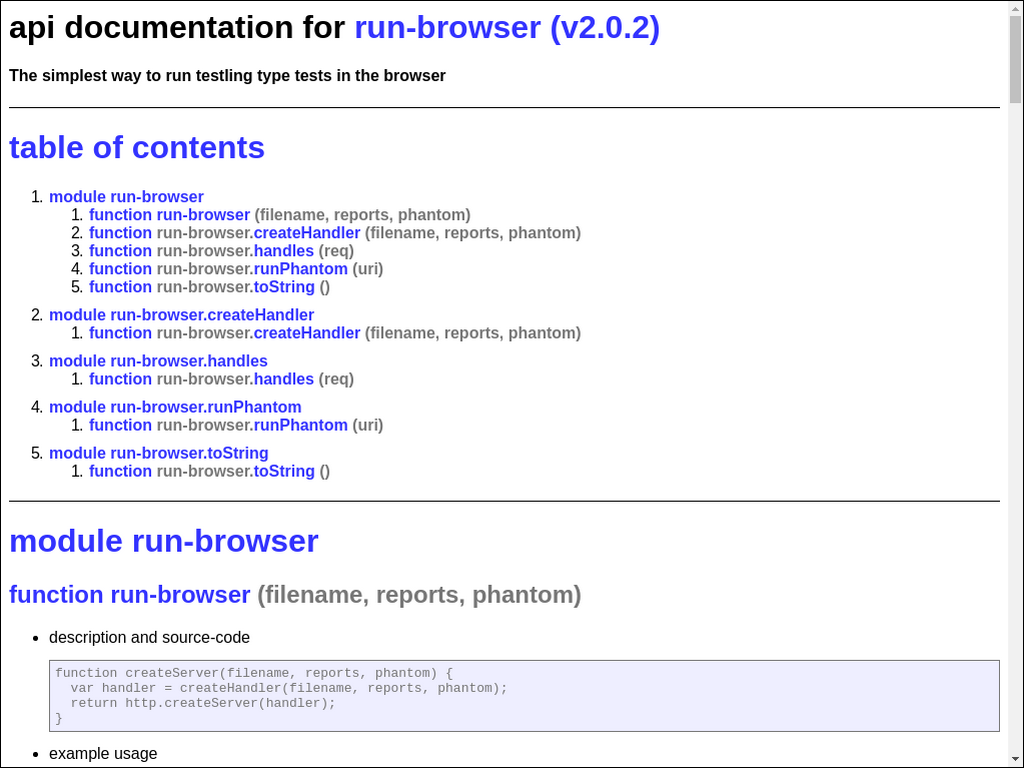 api documentation for run-browser (v2.0.2)
The simplest way to run testling type tests in the browser
table of contents
1. module run-browser
1. function run-browser (filename, reports, phantom)
2. function run-browser.createHandler (filename, reports, phantom)
3. function run-browser.handles (req)
4. function run-browser.runPhantom (uri)
5. function run-browser.toString ()
2. module run-browser.createHandler
1. function run-browser.createHandler (filename, reports, phantom)
3. module run-browser.handles
1. function run-browser.handles (req)
4. module run-browser.runPhantom
1. function run-browser.runPhantom (uri)
5. module run-browser.toString
1. function run-browser.toString ()
module run-browser
function run-browser (filename, reports, phantom)
• description and source-code
function createServer(filename, reports, phantom) {
  var handler = createHandler(filename, reports, phantom);
  return http.createServer(handler);
}
• example usage